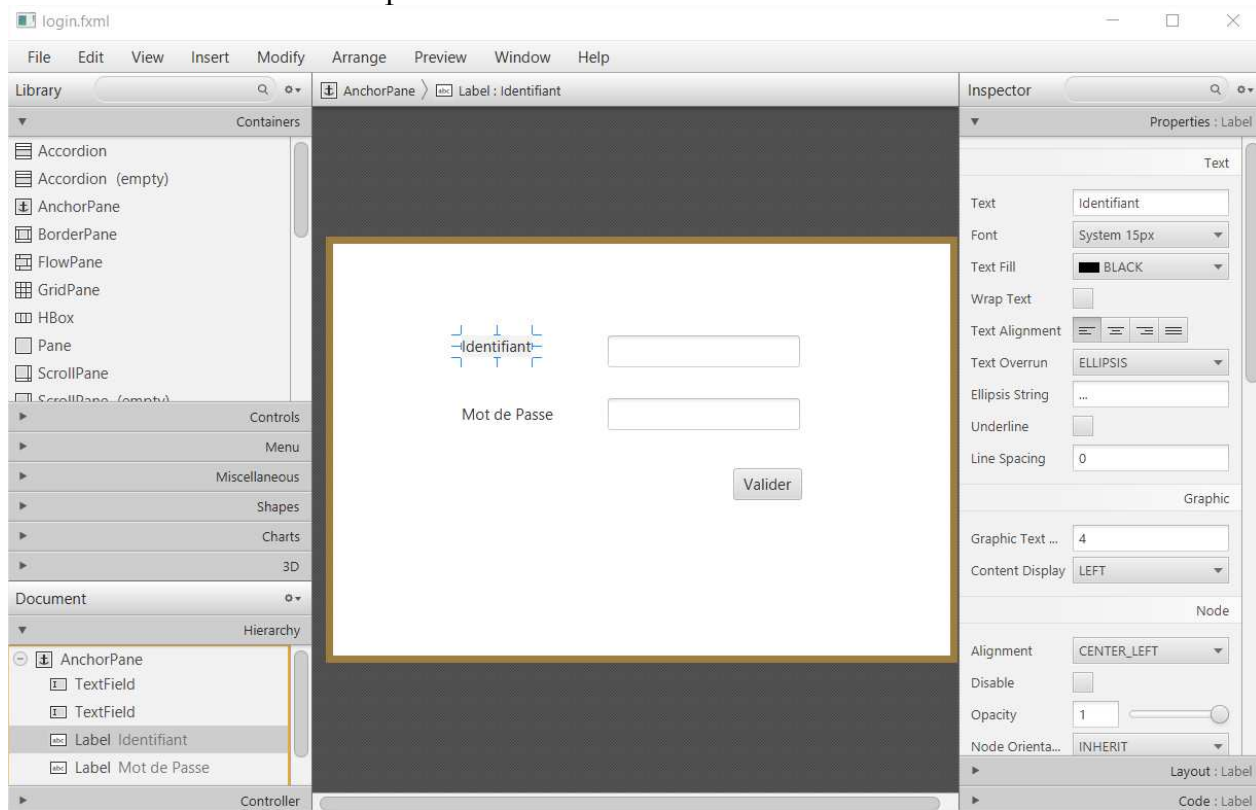 login.fxml
File Edit View Insert Modify Arrange Preview Window Help
Library
Containers
Accordion
Accordion (empty)
AnchorPane
BorderPane
FlowPane
GridPane
HBox
Pane
ScrollPane
ScrollPane (empty)
Controls
Menu
Miscellaneous
Shapes
Charts
3D
Document
Hierarchy
AnchorPane
TextField
TextField
Label Identifiant
Label Mot de Passe
Controller
AnchorPane Label : Identifiant
Identifiant
Mot de Passe
Valider
Inspector
Properties : Label
Text
Text Identifiant
Font System 15px
Text Fill BLACK
Wrap Text
Text Alignment
Text Overrun ELLIPSIS
Ellipsis String ...
Underline
Line Spacing 0
Graphic
Graphic Text ... 4
Content Display LEFT
Node
Alignment CENTER_LEFT
Disable
Opacity 1
Node Orienta... INHERIT
Layout : Label
Code : Label